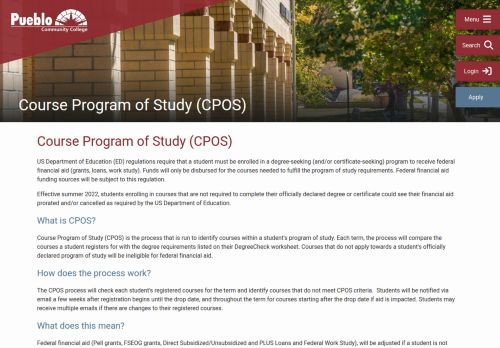 Pueblo
Community College
Menu
Search
Login
Apply
Course Program of Study (CPOS)
Course Program of Study (CPOS)
US Department of Education (ED) regulations require that a student must be enrolled in a degree-seeking (and/or certificate-seeking) program to receive federal
financial aid (grants, loans, work study). Funds will only be disbursed for the courses needed to fulfill the program of study requirements. Federal financial aid
funding sources will be subject to this regulation.
Effective summer 2022, students enrolling in courses that are not required to complete their officially declared degree or certificate could see their financial aid
prorated and/or cancelled as required by the US Department of Education.
What is CPOS?
Course Program of Study (CPOS) is the process that is run to identify courses within a student's program of study. Each term, the process will compare the
courses a student registers for with the degree requirements listed on their DegreeCheck worksheet. Courses that do not apply towards a student's officially
declared program of study will be ineligible for federal financial aid.
How does the process work?
The CPOS process will check each student's registered courses for the term and identify courses that do not meet CPOS criteria. Students will be notified via
email a few weeks after registration begins until the drop date, and throughout the term for courses starting after the drop date if aid is impacted. Students may
receive multiple emails if there are changes to their registered courses.
What does this mean?
Federal financial aid (Pell grants, FSEOG grants, Direct Subsidized/Unsubsidized and PLUS Loans and Federal Work Study), will be adjusted if a student is not